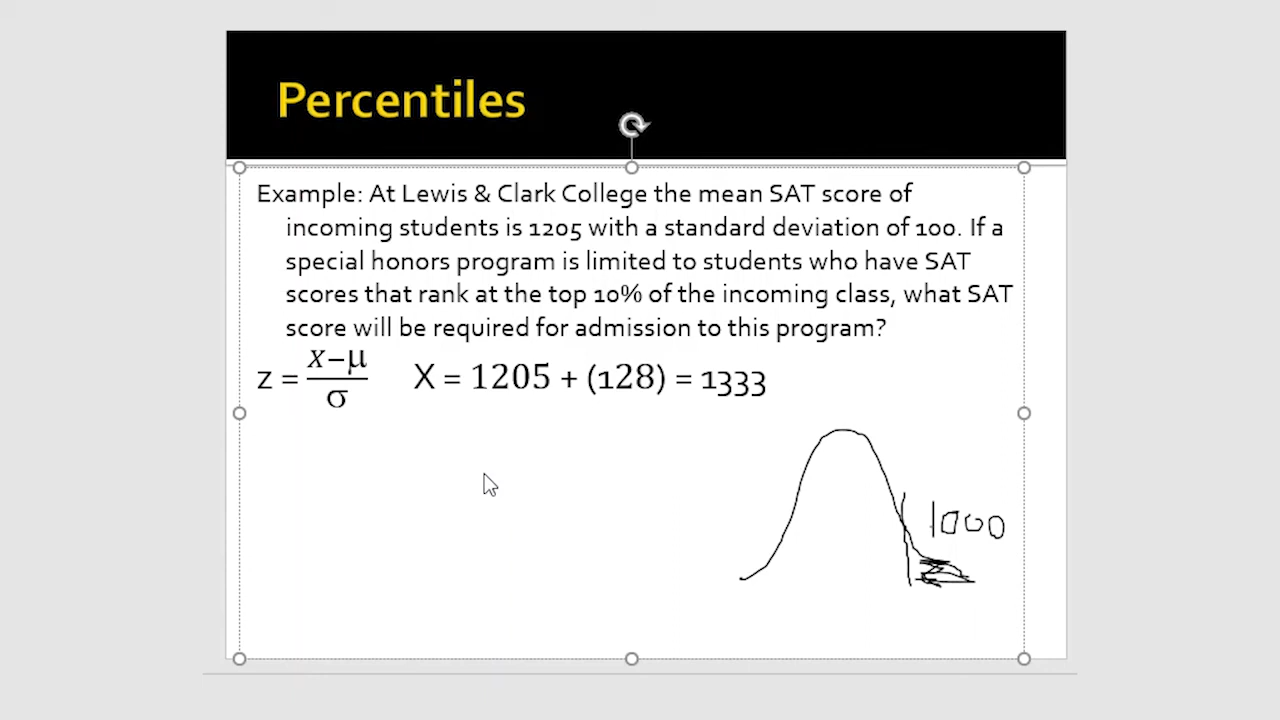 Percentiles
Example: At Lewis & Clark College the mean SAT score of
incoming students is 1205 with a standard deviation of 100. If a
special honors program is limited to students who have SAT
scores that rank at the top 10% of the incoming class, what SAT
score will be required for admission to this program?
z = x−μ/σ X = 1205 + (128) = 1333
1000